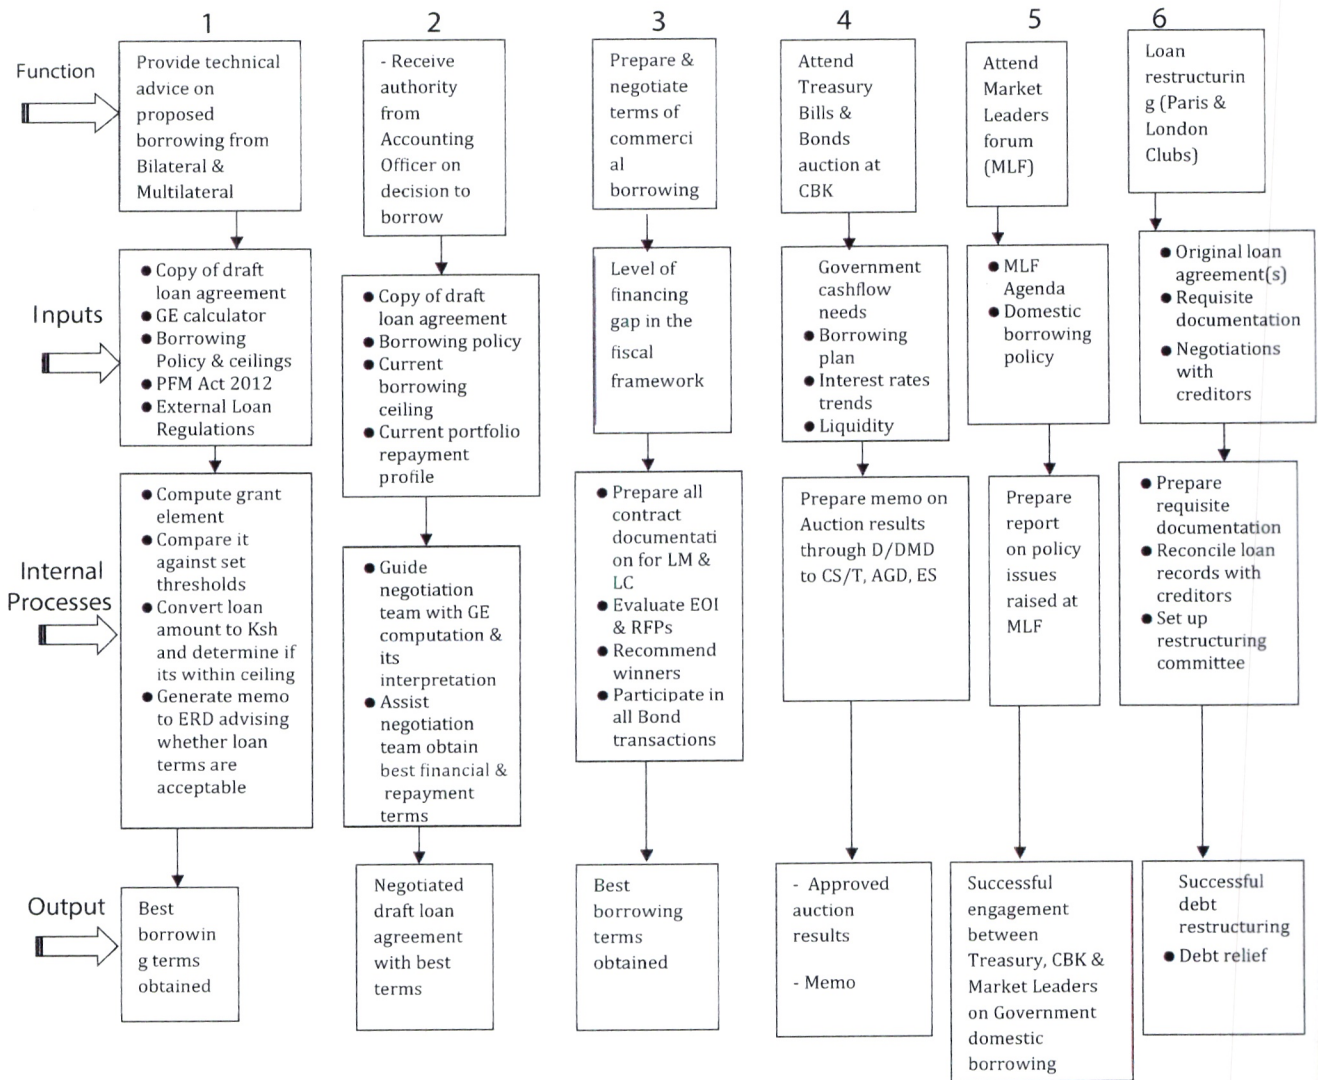 1
2
3
4
5
6
Function
Provide technical
advice on
proposed
borrowing from
Bilateral &
Multilateral
- Receive
authority
from
Accounting
Officer on
decision to
borrow
Prepare &
negotiate
terms of
commerci
al
borrowing
Attend
Treasury
Bills &
Bonds
auction at
CBK
Attend
Market
Leaders
forum
(MLF)
Loan
restructurin
g (Paris &
London
Clubs)
Inputs
● Copy of draft
loan agreement
● GE calculator
● Borrowing
Policy & ceilings
● PFM Act 2012
● External Loan
Regulations
● Copy of draft
loan agreement
● Borrowing policy
● Current
borrowing
ceiling
● Current portfolio
repayment
profile
Level of
financing
gap in the
fiscal
framework
Government
cashflow
needs
● Borrowing
plan
● Interest rates
trends
● Liquidity
● MLF
Agenda
● Domestic
borrowing
policy
● Original loan
agreement(s)
● Requisite
documentation
● Negotiations
with
creditors
Internal
Processes
● Compute grant
element
● Compare it
against set
thresholds
● Convert loan
amount to Ksh
and determine if
its within ceiling
● Generate memo
to ERD advising
whether loan
terms are
acceptable
● Guide
negotiation
team with GE
computation &
its
interpretation
● Assist
negotiation
team obtain
best financial &
repayment
terms
● Prepare all
contract
documentati
on for LM &
LC
● Evaluate EOI
& RFPs
● Recommend
winners
● Participate in
all Bond
transactions
Prepare memo on
Auction results
through D/DMD
to CS/T, AGD, ES
Prepare
report
on policy
issues
raised at
MLF
● Prepare
requisite
documentation
● Reconcile loan
records with
creditors
● Set up
restructuring
committee
Output
Best
borrowin
g terms
obtained
Negotiated
draft loan
agreement
with best
terms
Best
borrowing
terms
obtained
- Approved
auction
results
- Memo
Successful
engagement
between
Treasury, CBK &
Market Leaders
on Government
domestic
borrowing
Successful
debt
restructuring
● Debt relief